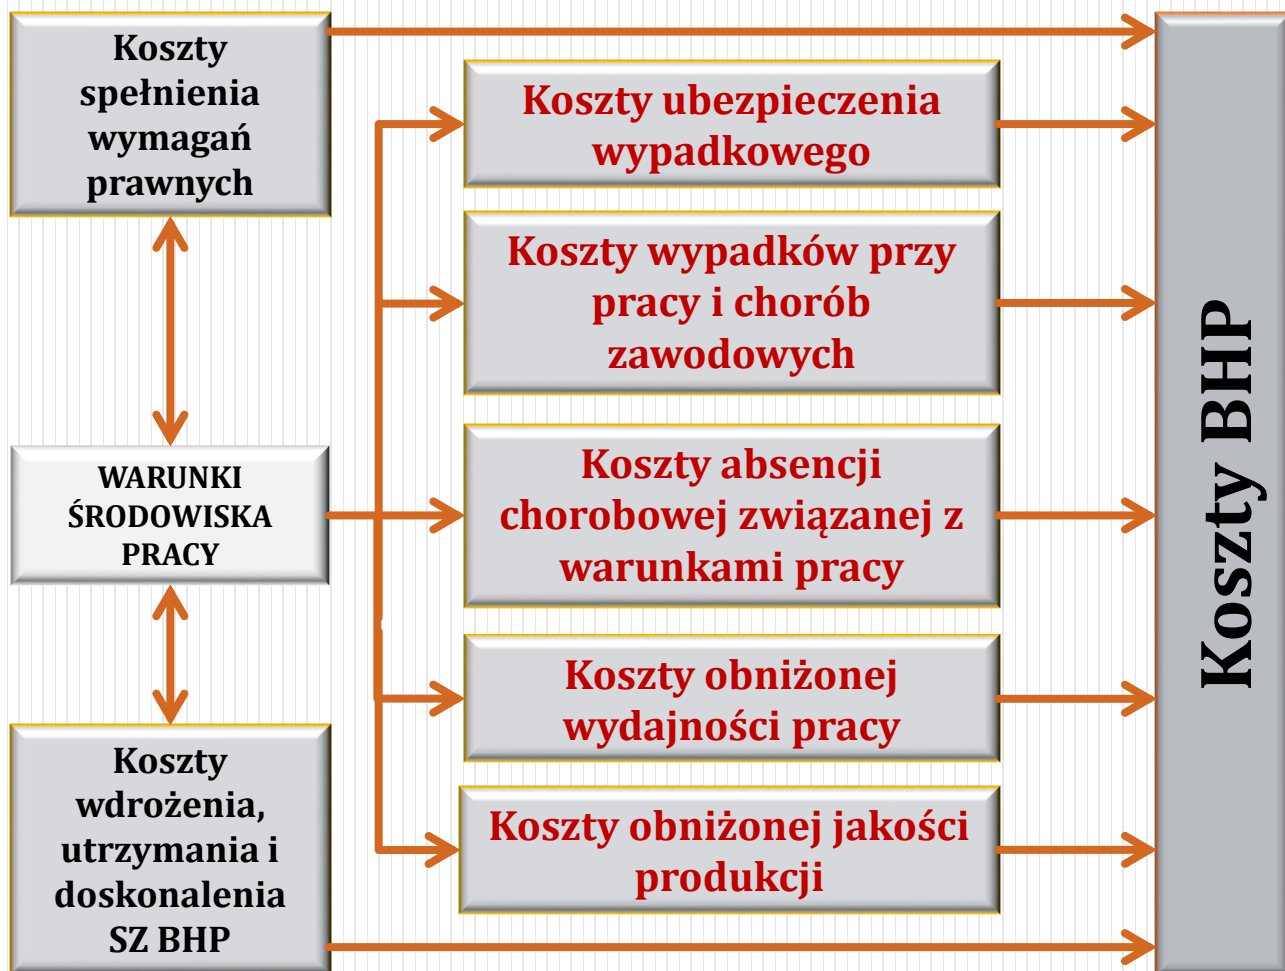 Koszty
spełnienia
wymagań
prawnych
WARUNKI
ŚRODOWISKA
PRACY
Koszty
wdrożenia,
utrzymania i
doskonalenia
SZ BHP
Koszty ubezpieczenia
wypadkowego
Koszty wypadków przy
pracy i chorób
zawodowych
Koszty absencji
chorobowej związanej z
warunkami pracy
Koszty obniżonej
wydajności pracy
Koszty obniżonej jakości
produkcji
Koszty BHP